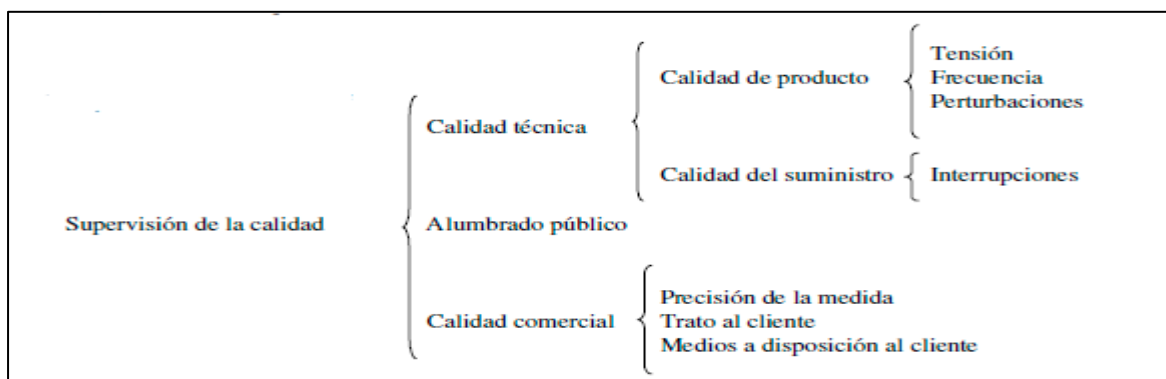 Tensión
Calidad de producto
Frecuencia
Perturbaciones
Calidad técnica
Calidad del suministro
Interrupciones
Supervisión de la calidad
Alumbrado público
Precisión de la medida
Calidad comercial
Trato al cliente
Medios a disposición al cliente